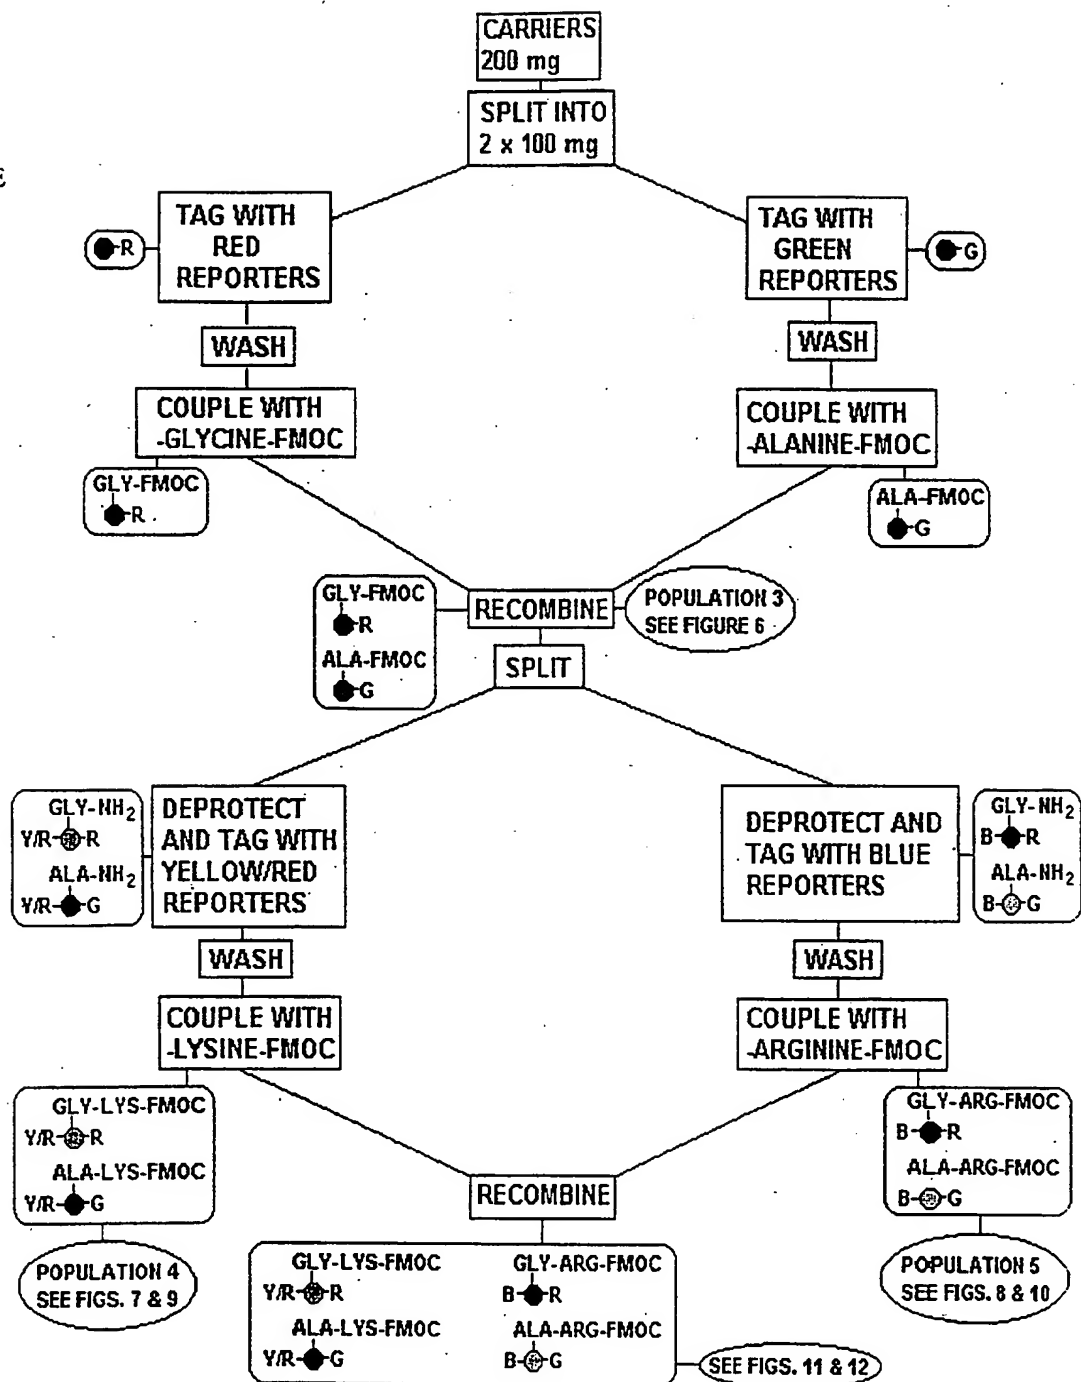 CARRIERS
200 mg
SPLIT INTO
2 x 100 mg
E
TAG WITH
RED
REPORTERS
R
TAG WITH
GREEN
REPORTERS
G
WASH
WASH
COUPLE WITH
-GLYCINE-FMOC
COUPLE WITH
-ALANINE-FMOC
GLY-FMOC
R
ALA-FMOC
G
GLY-FMOC
R
ALA-FMOC
G
RECOMBINE
POPULATION 3
SEE FIGURE 6
SPLIT
GLY-NH2
Y/R R
ALA-NH2
Y/R G
DEPROTECT
AND TAG WITH
YELLOW/RED
REPORTERS
DEPROTECT AND
TAG WITH BLUE
REPORTERS
GLY-NH2
B R
ALA-NH2
B G
WASH
WASH
COUPLE WITH
-LYSINE-FMOC
COUPLE WITH
-ARGININE-FMOC
GLY-LYS-FMOC
Y/R R
ALA-LYS-FMOC
Y/R G
GLY-ARG-FMOC
B R
ALA-ARG-FMOC
B G
RECOMBINE
POPULATION 4
SEE FIGS. 7 & 9
GLY-LYS-FMOC
Y/R R
ALA-LYS-FMOC
Y/R G
GLY-ARG-FMOC
B R
ALA-ARG-FMOC
B G
POPULATION 5
SEE FIGS. 8 & 10
SEE FIGS. 11 & 12